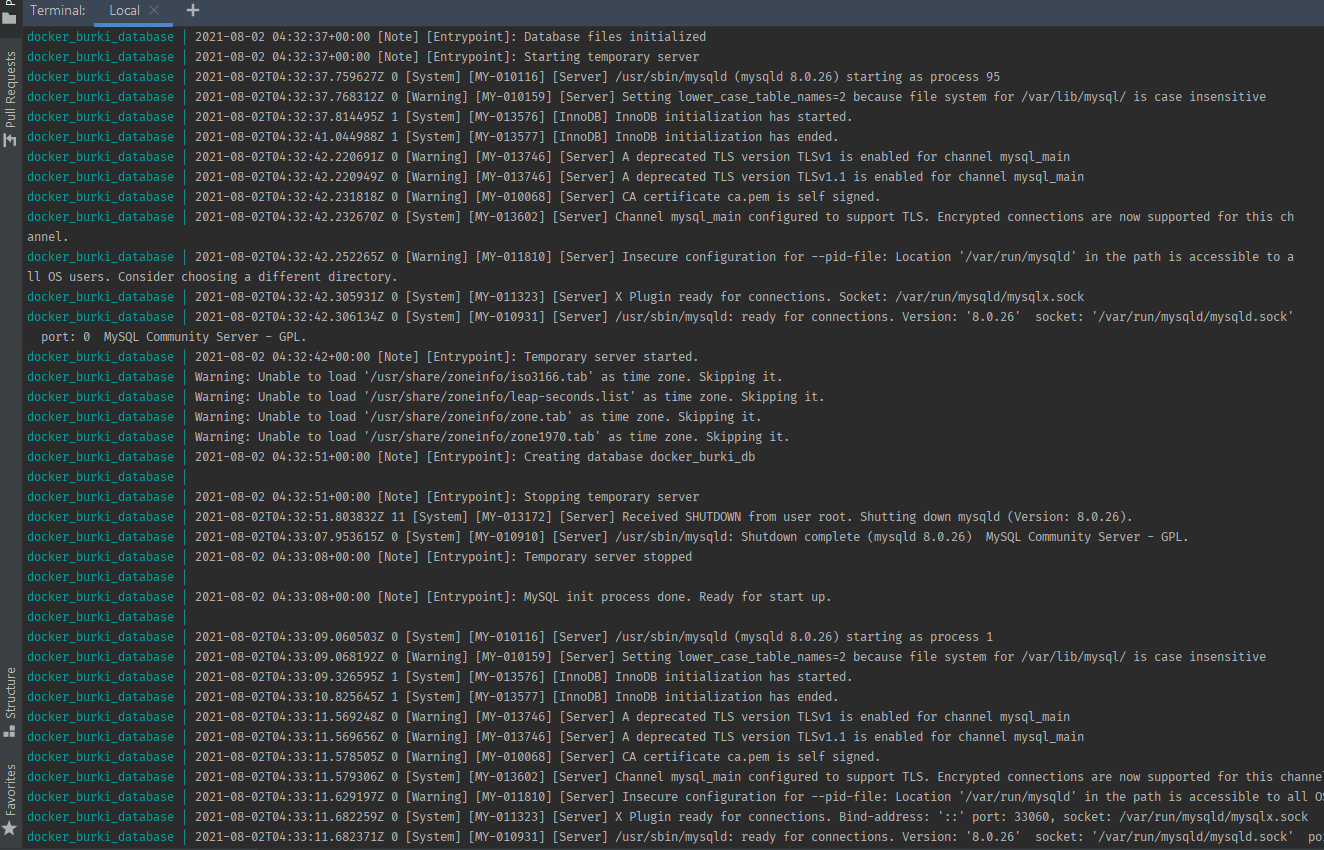 Terminal: Local × +
docker_burki_database | 2021-08-02 04:32:37+00:00 [Note] [Entrypoint]: Database files initialized
docker_burki_database | 2021-08-02 04:32:37+00:00 [Note] [Entrypoint]: Starting temporary server
docker_burki_database | 2021-08-02T04:32:37.759627Z 0 [System] [MY-010116] [Server] /usr/sbin/mysqld (mysqld 8.0.26) starting as process 95
docker_burki_database | 2021-08-02T04:32:37.768312Z 0 [Warning] [MY-010159] [Server] Setting lower_case_table_names=2 because file system for /var/lib/mysql/ is case insensitive
docker_burki_database | 2021-08-02T04:32:37.814495Z 1 [System] [MY-013576] [InnoDB] InnoDB initialization has started.
docker_burki_database | 2021-08-02T04:32:41.044988Z 1 [System] [MY-013577] [InnoDB] InnoDB initialization has ended.
docker_burki_database | 2021-08-02T04:32:42.220691Z 0 [Warning] [MY-013746] [Server] A deprecated TLS version TLSv1 is enabled for channel mysql_main
docker_burki_database | 2021-08-02T04:32:42.220949Z 0 [Warning] [MY-013746] [Server] A deprecated TLS version TLSv1.1 is enabled for channel mysql_main
docker_burki_database | 2021-08-02T04:32:42.231818Z 0 [Warning] [MY-010068] [Server] CA certificate ca.pem is self signed.
docker_burki_database | 2021-08-02T04:32:42.232670Z 0 [System] [MY-013602] [Server] Channel mysql_main configured to support TLS. Encrypted connections are now supported for this ch
annel.
docker_burki_database | 2021-08-02T04:32:42.252265Z 0 [Warning] [MY-011810] [Server] Insecure configuration for --pid-file: Location '/var/run/mysqld' in the path is accessible to a
ll OS users. Consider choosing a different directory.
docker_burki_database | 2021-08-02T04:32:42.305931Z 0 [System] [MY-011323] [Server] X Plugin ready for connections. Socket: /var/run/mysqld/mysqlx.sock
docker_burki_database | 2021-08-02T04:32:42.306134Z 0 [System] [MY-010931] [Server] /usr/sbin/mysqld: ready for connections. Version: '8.0.26'  socket: '/var/run/mysqld/mysqld.sock'
  port: 0  MySQL Community Server - GPL.
docker_burki_database | 2021-08-02 04:32:42+00:00 [Note] [Entrypoint]: Temporary server started.
docker_burki_database | Warning: Unable to load '/usr/share/zoneinfo/iso3166.tab' as time zone. Skipping it.
docker_burki_database | Warning: Unable to load '/usr/share/zoneinfo/leap-seconds.list' as time zone. Skipping it.
docker_burki_database | Warning: Unable to load '/usr/share/zoneinfo/zone.tab' as time zone. Skipping it.
docker_burki_database | Warning: Unable to load '/usr/share/zoneinfo/zone1970.tab' as time zone. Skipping it.
docker_burki_database | 2021-08-02 04:32:51+00:00 [Note] [Entrypoint]: Creating database docker_burki_db
docker_burki_database |
docker_burki_database | 2021-08-02 04:32:51+00:00 [Note] [Entrypoint]: Stopping temporary server
docker_burki_database | 2021-08-02T04:32:51.803832Z 11 [System] [MY-013172] [Server] Received SHUTDOWN from user root. Shutting down mysqld (Version: 8.0.26).
docker_burki_database | 2021-08-02T04:33:07.953615Z 0 [System] [MY-010910] [Server] /usr/sbin/mysqld: Shutdown complete (mysqld 8.0.26)  MySQL Community Server - GPL.
docker_burki_database | 2021-08-02 04:33:08+00:00 [Note] [Entrypoint]: Temporary server stopped
docker_burki_database |
docker_burki_database | 2021-08-02 04:33:08+00:00 [Note] [Entrypoint]: MySQL init process done. Ready for start up.
docker_burki_database |
docker_burki_database | 2021-08-02T04:33:09.060503Z 0 [System] [MY-010116] [Server] /usr/sbin/mysqld (mysqld 8.0.26) starting as process 1
docker_burki_database | 2021-08-02T04:33:09.068192Z 0 [Warning] [MY-010159] [Server] Setting lower_case_table_names=2 because file system for /var/lib/mysql/ is case insensitive
docker_burki_database | 2021-08-02T04:33:09.326595Z 1 [System] [MY-013576] [InnoDB] InnoDB initialization has started.
docker_burki_database | 2021-08-02T04:33:10.825645Z 1 [System] [MY-013577] [InnoDB] InnoDB initialization has ended.
docker_burki_database | 2021-08-02T04:33:11.569248Z 0 [Warning] [MY-013746] [Server] A deprecated TLS version TLSv1 is enabled for channel mysql_main
docker_burki_database | 2021-08-02T04:33:11.569656Z 0 [Warning] [MY-013746] [Server] A deprecated TLS version TLSv1.1 is enabled for channel mysql_main
docker_burki_database | 2021-08-02T04:33:11.578505Z 0 [Warning] [MY-010068] [Server] CA certificate ca.pem is self signed.
docker_burki_database | 2021-08-02T04:33:11.579306Z 0 [System] [MY-013602] [Server] Channel mysql_main configured to support TLS. Encrypted connections are now supported for this channel
docker_burki_database | 2021-08-02T04:33:11.629197Z 0 [Warning] [MY-011810] [Server] Insecure configuration for --pid-file: Location '/var/run/mysqld' in the path is accessible to all OS
docker_burki_database | 2021-08-02T04:33:11.682259Z 0 [System] [MY-011323] [Server] X Plugin ready for connections. Bind-address: '::' port: 33060, socket: /var/run/mysqld/mysqlx.sock
docker_burki_database | 2021-08-02T04:33:11.682371Z 0 [System] [MY-010931] [Server] /usr/sbin/mysqld: ready for connections. Version: '8.0.26'  socket: '/var/run/mysqld/mysqld.sock'
Pull Requests
Structure
Favorites